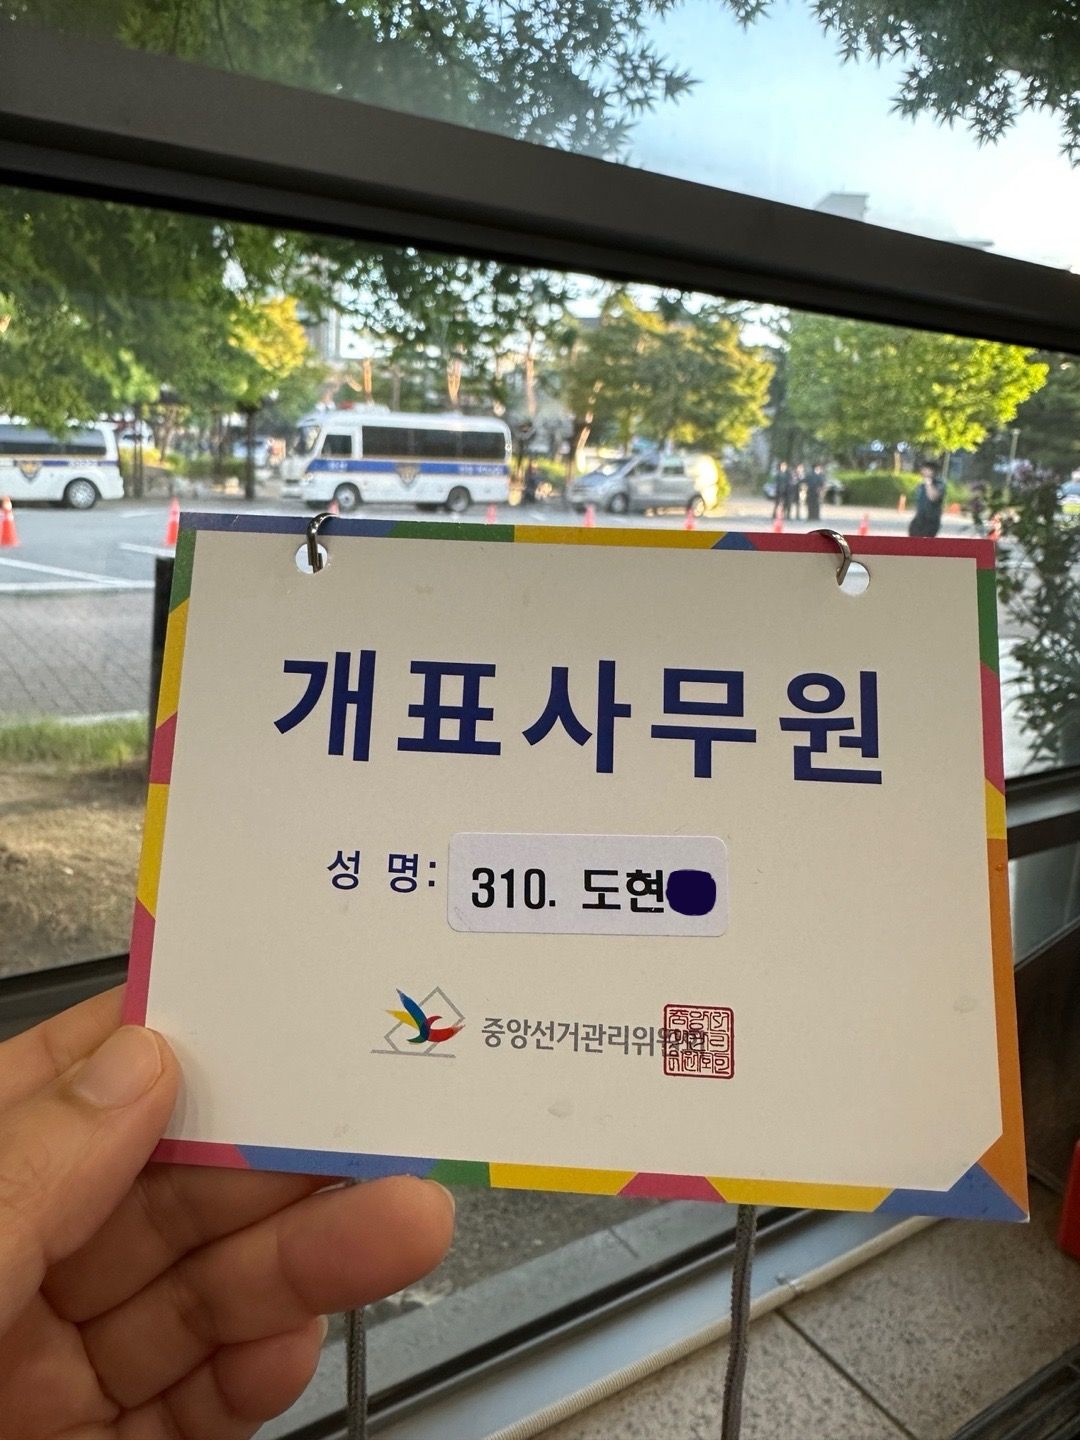 개표사무원
성 명: 310. 도현
중앙선거관리위원회